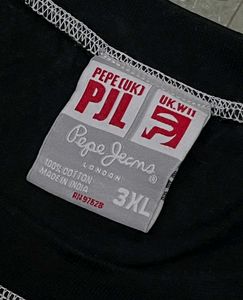 PEPE (UK)
PJL
UK.W11
Pepe Jeans
LONDON
100% COTTON
MADE IN INDIA
3XL